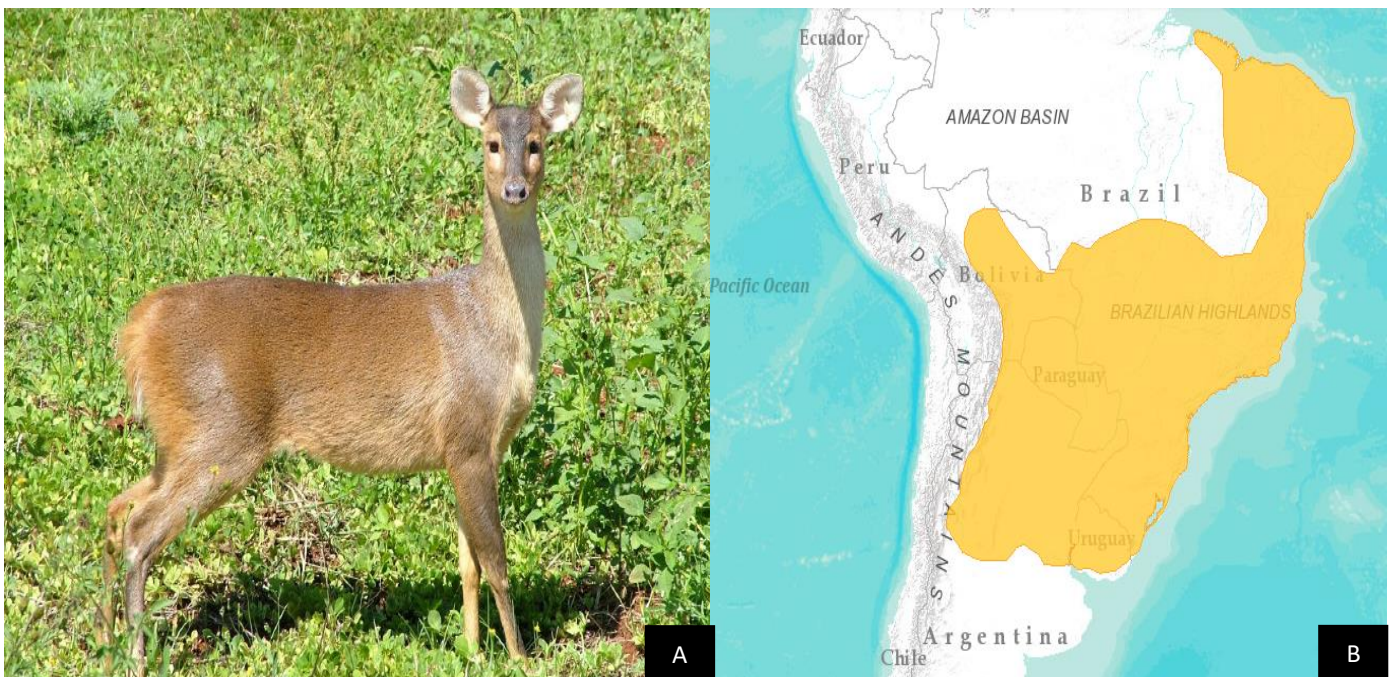 Ecuador
AMAZON BASIN
Peru
Brazil
ANDES MOUNTAINS
Bolivia
Pacific Ocean
BRAZILIAN HIGHLANDS
Paraguay
Uruguay
Argentina
Chile
A
B